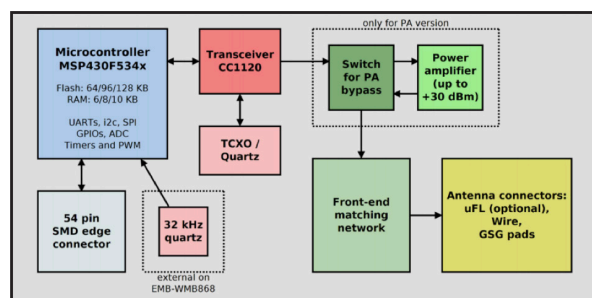 only for PA version
Microcontroller
MSP430F534x
Flash: 64/96/128 KB
RAM: 6/8/10 KB
UARTs, i2c, SPI
GPIOs, ADC
Timers and PWM
Transceiver
CC1120
Switch
for PA
bypass
Power
amplifier
(up to
+30 dBm)
TCXO /
Quartz
54 pin
SMD edge
connector
32 kHz
quartz
external on
EMB-WMB868
Front-end
matching
network
Antenna connectors:
uFL (optional),
Wire,
GSG pads